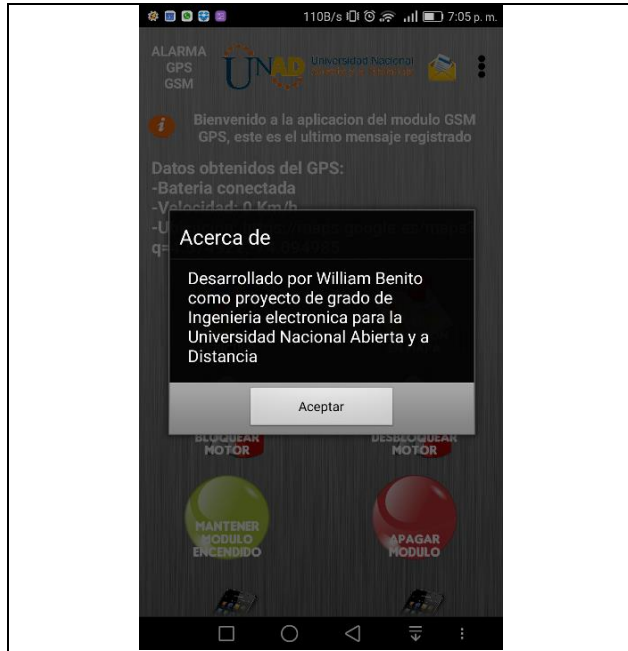 110B/s 7:05 p. m.
ALARMA
GPS
GSM
UNAD Universidad Nacional
Bienvenido a la aplicacion del modulo GSM
GPS, este es el ultimo mensaje registrado
Datos obtenidos del GPS:
-Bateria conectada
-Velocidad: 0 Km/h
Acerca de
Desarrollado por William Benito
como proyecto de grado de
Ingenieria electronica para la
Universidad Nacional Abierta y a
Distancia
Aceptar
BLOQUEAR
MOTOR
DESBLOQUEAR
MOTOR
MANTENER
MODULO
ENCENDIDO
APAGAR
MODULO